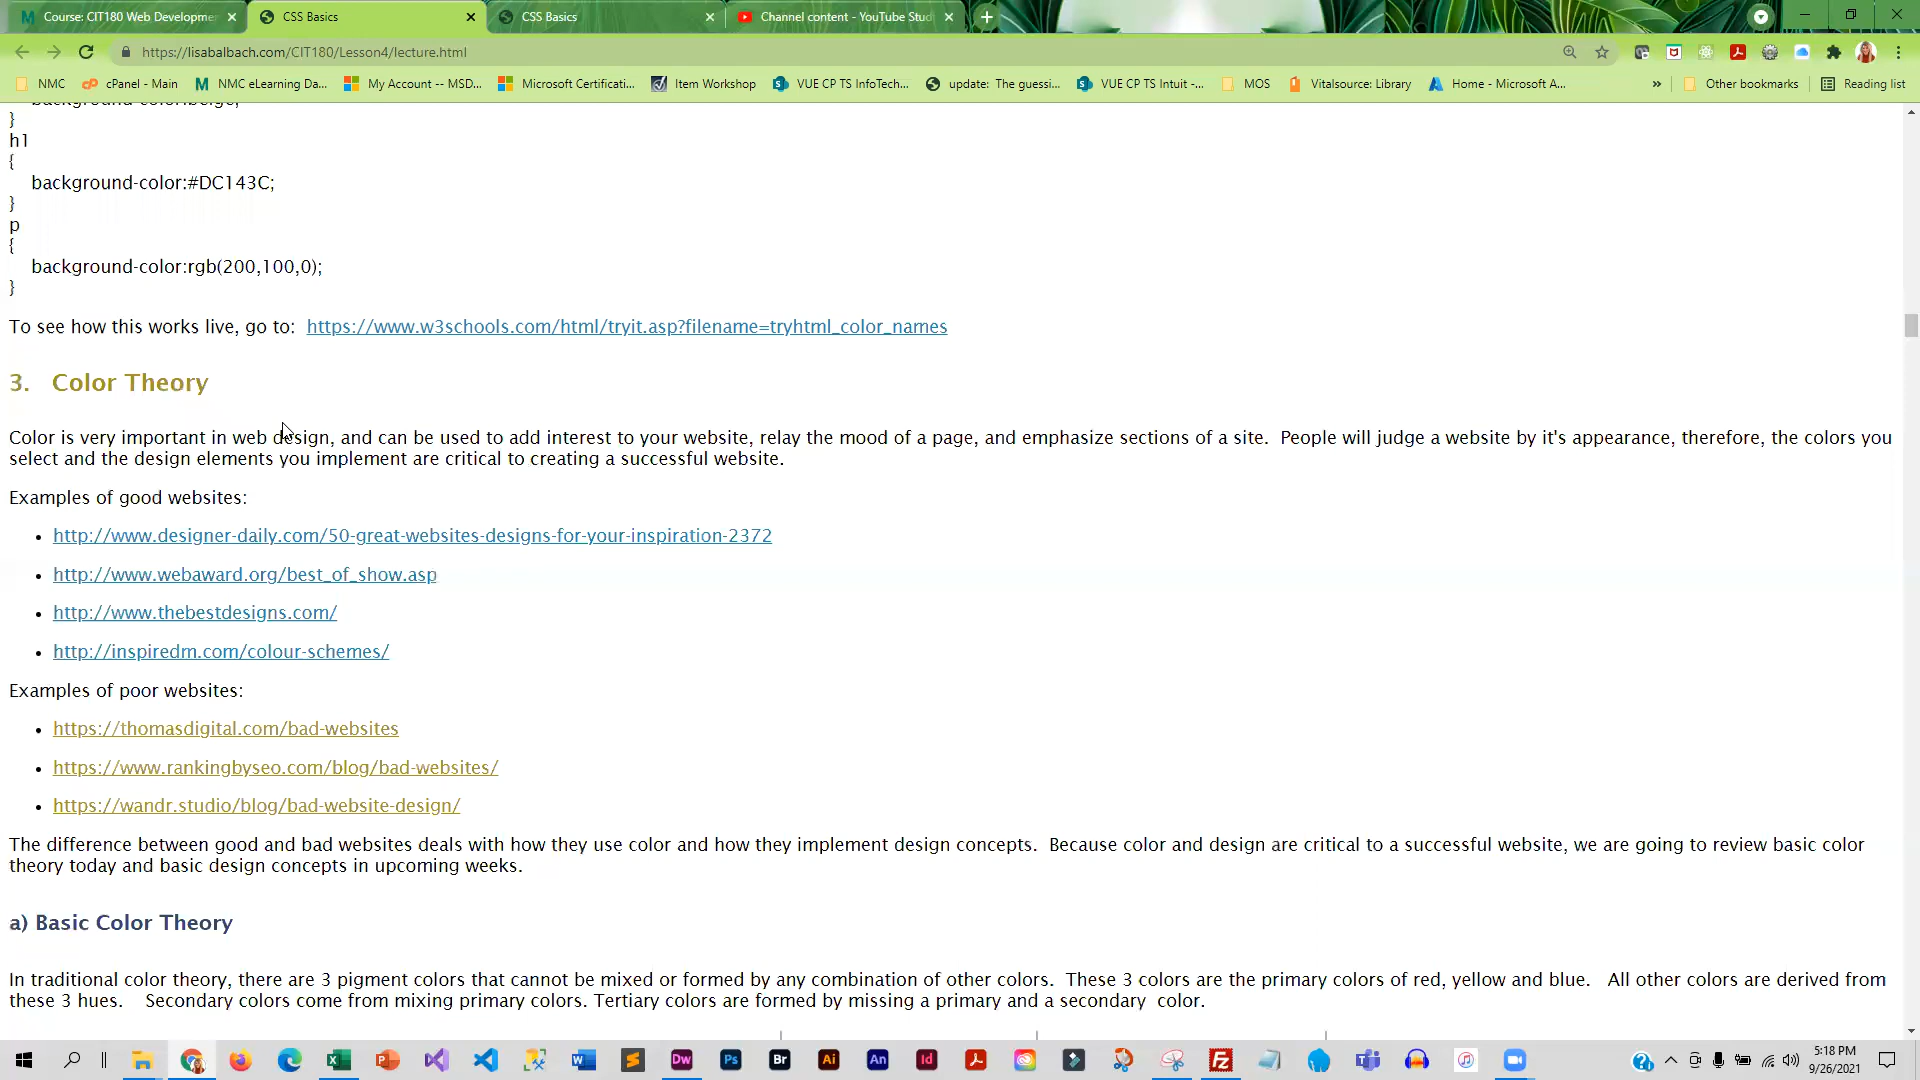 Course: CIT180 Web Developme
CSS Basics
CSS Basics
Channel content - YouTube Stud
https://lisabalbach.com/CIT180/Lesson4/lecture.html
NMC
cPanel - Main
NMC eLearning Da...
My Account -- MSD...
Microsoft Certificati...
Item Workshop
VUE CP TS InfoTech...
update: The guessi...
VUE CP TS Intuit -...
MOS
Vitalsource: Library
Home - Microsoft A...
»
Other bookmarks
Reading list
background-color:beige;
}
h1
{
background-color:#DC143C;
}
p
{
background-color:rgb(200,100,0);
}
To see how this works live, go to: https://www.w3schools.com/html/tryit.asp?filename=tryhtml_color_names
3. Color Theory
Color is very important in web design, and can be used to add interest to your website, relay the mood of a page, and emphasize sections of a site. People will judge a website by it's appearance, therefore, the colors you
select and the design elements you implement are critical to creating a successful website.
Examples of good websites:
• http://www.designer-daily.com/50-great-websites-designs-for-your-inspiration-2372
• http://www.webaward.org/best_of_show.asp
• http://www.thebestdesigns.com/
• http://inspiredm.com/colour-schemes/
Examples of poor websites:
• https://thomasdigital.com/bad-websites
• https://www.rankingbyseo.com/blog/bad-websites/
• https://wandr.studio/blog/bad-website-design/
The difference between good and bad websites deals with how they use color and how they implement design concepts. Because color and design are critical to a successful website, we are going to review basic color
theory today and basic design concepts in upcoming weeks.
a) Basic Color Theory
In traditional color theory, there are 3 pigment colors that cannot be mixed or formed by any combination of other colors. These 3 colors are the primary colors of red, yellow and blue. All other colors are derived from
these 3 hues. Secondary colors come from mixing primary colors. Tertiary colors are formed by missing a primary and a secondary color.
Dw
Ps
Br
Ai
An
Id
5:18 PM
9/26/2021